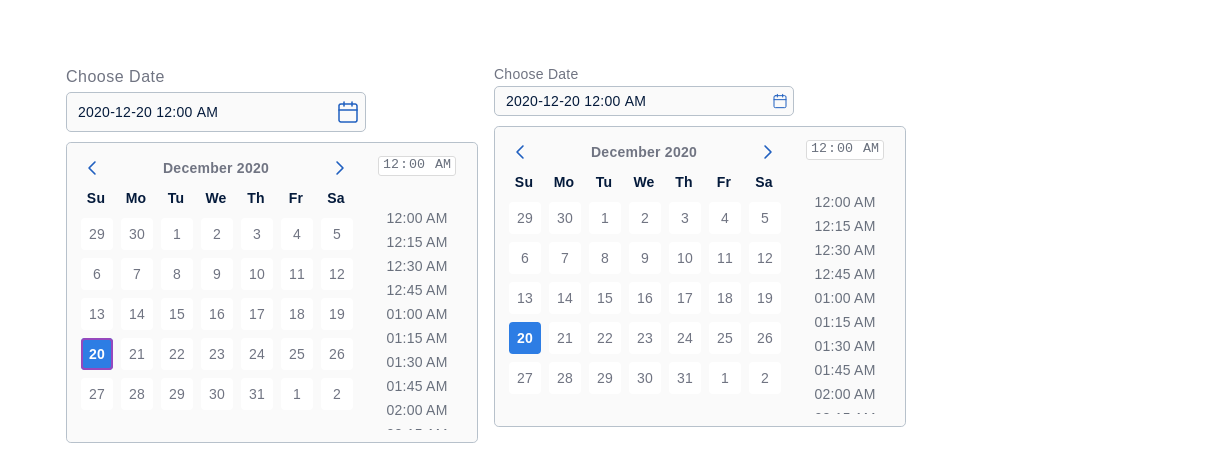 Choose Date
2020-12-20 12:00 AM
December 2020
12:00 AM
Su Mo Tu We Th Fr Sa
29 30 1 2 3 4 5
6 7 8 9 10 11 12
13 14 15 16 17 18 19
20 21 22 23 24 25 26
27 28 29 30 31 1 2
12:00 AM
12:15 AM
12:30 AM
12:45 AM
01:00 AM
01:15 AM
01:30 AM
01:45 AM
02:00 AM
Choose Date
2020-12-20 12:00 AM
December 2020
12:00 AM
Su Mo Tu We Th Fr Sa
29 30 1 2 3 4 5
6 7 8 9 10 11 12
13 14 15 16 17 18 19
20 21 22 23 24 25 26
27 28 29 30 31 1 2
12:00 AM
12:15 AM
12:30 AM
12:45 AM
01:00 AM
01:15 AM
01:30 AM
01:45 AM
02:00 AM